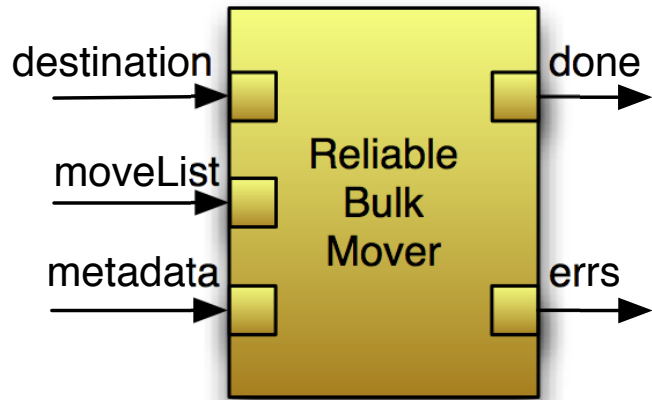 destination
done
moveList
Reliable
Bulk
Mover
metadata
errs